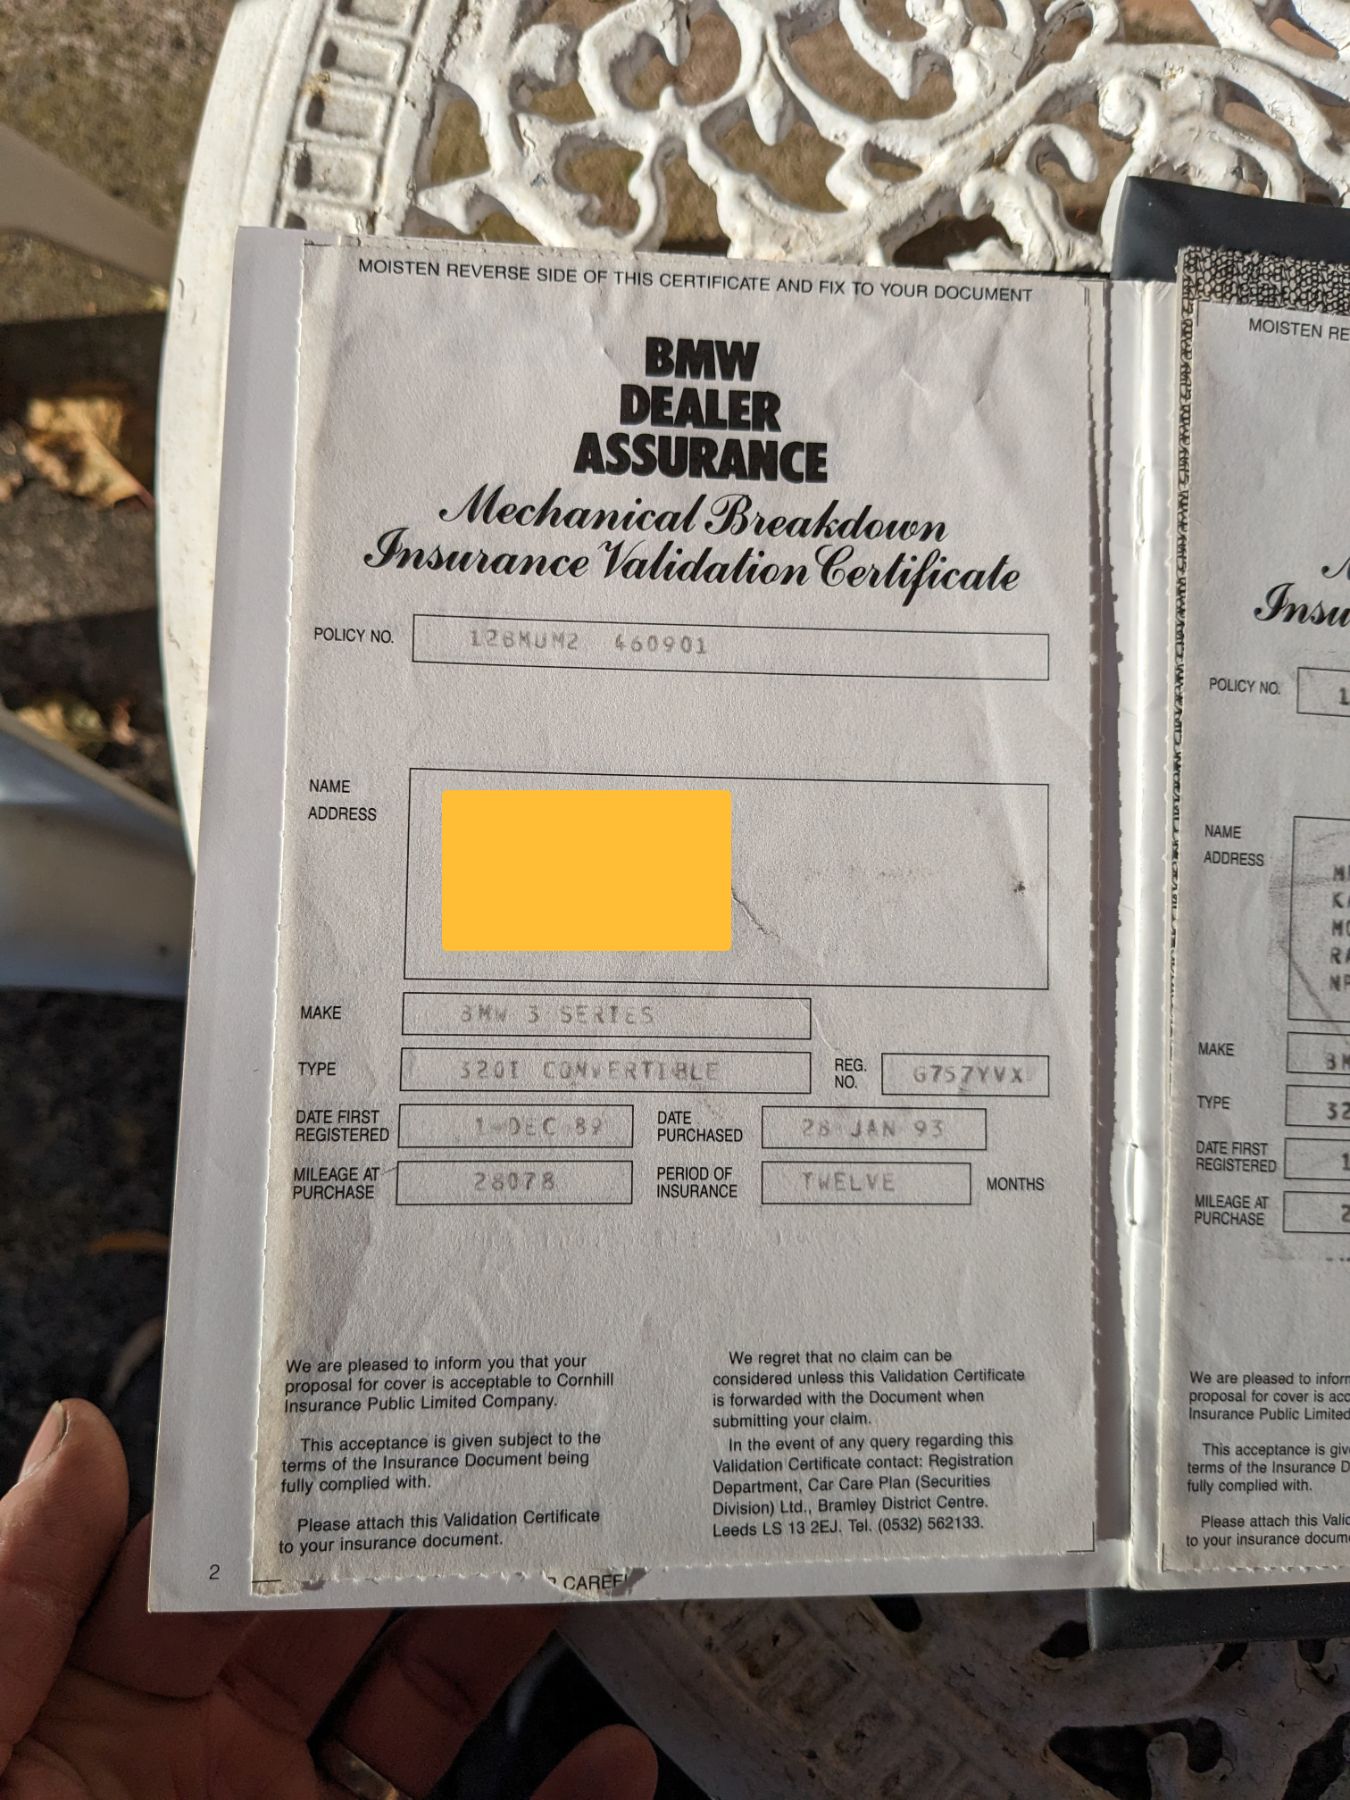 MOISTEN REVERSE SIDE OF THIS CERTIFICATE AND FIX TO YOUR DOCUMENT
BMW
DEALER
ASSURANCE
Mechanical Breakdown
Insurance Validation Certificate
POLICY NO. 12BMUM2 460901
NAME
ADDRESS
MAKE BMW 3 SERIES
TYPE 320I CONVERTIBLE REG. NO. G757YVX
DATE FIRST REGISTERED 1 DEC 89 DATE PURCHASED 28 JAN 93
MILEAGE AT PURCHASE 28078 PERIOD OF INSURANCE TWELVE MONTHS
We are pleased to inform you that your
proposal for cover is acceptable to Cornhill
Insurance Public Limited Company.
This acceptance is given subject to the
terms of the Insurance Document being
fully complied with.
Please attach this Validation Certificate
to your insurance document.
We regret that no claim can be
considered unless this Validation Certificate
is forwarded with the Document when
submitting your claim.
In the event of any query regarding this
Validation Certificate contact: Registration
Department, Car Care Plan (Securities
Division) Ltd., Bramley District Centre.
Leeds LS 13 2EJ. Tel. (0532) 562133.
2
MOISTEN RE
Insu
POLICY NO. 1
NAME
ADDRESS
MAKE
TYPE 32
DATE FIRST
REGISTERED 1
MILEAGE AT
PURCHASE 2
We are pleased to infor
proposal for cover is acc
Insurance Public Limited
This acceptance is giv
terms of the Insurance D
fully complied with.
Please attach this Valid
to your insurance docum